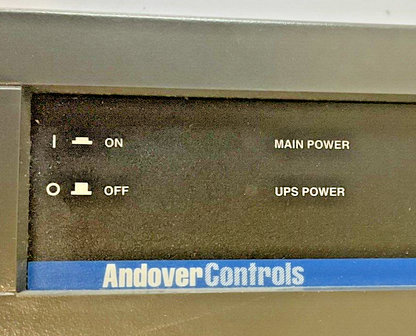 | ON MAIN POWER
O OFF UPS POWER
AndoverControls